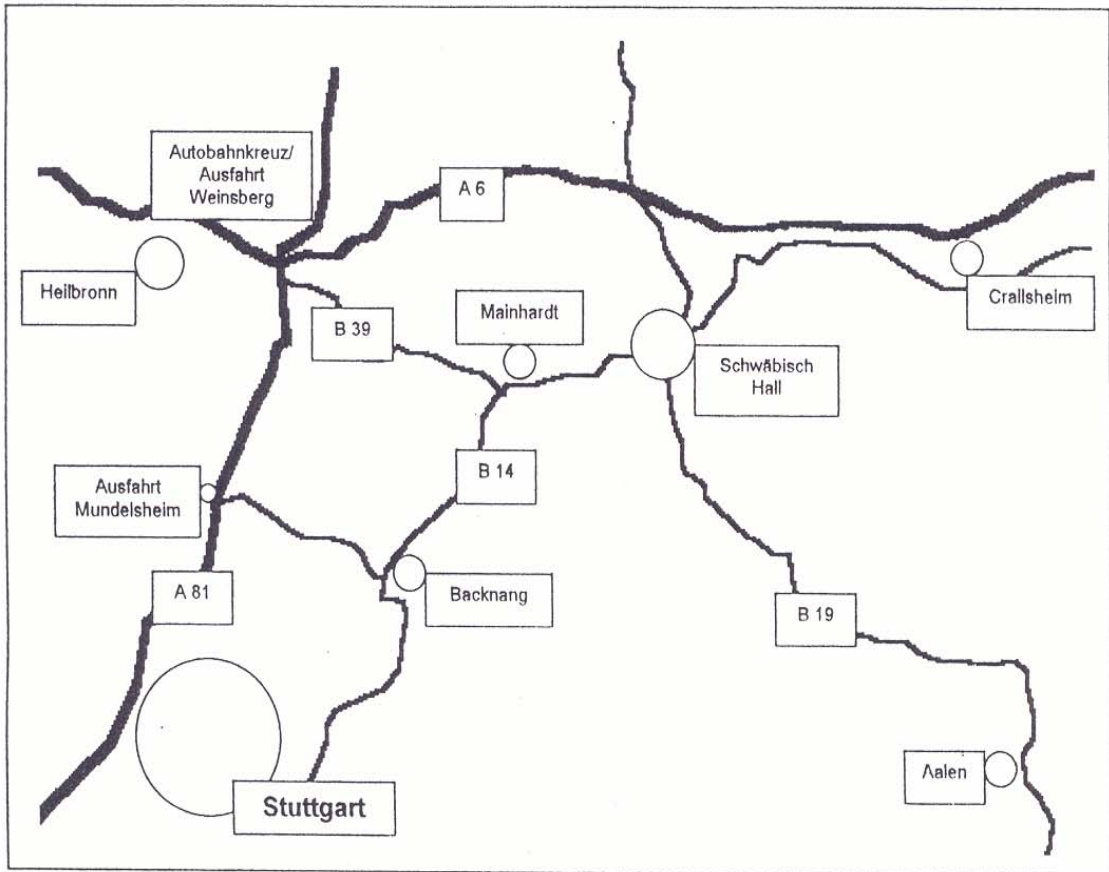 Autobahnkreuz/
Ausfahrt
Weinsberg
A 6
Heilbronn
Crailsheim
Mainhardt
B 39
Schwäbisch
Hall
B 14
Ausfahrt
Mundelsheim
A 81
Backnang
B 19
Aalen
Stuttgart